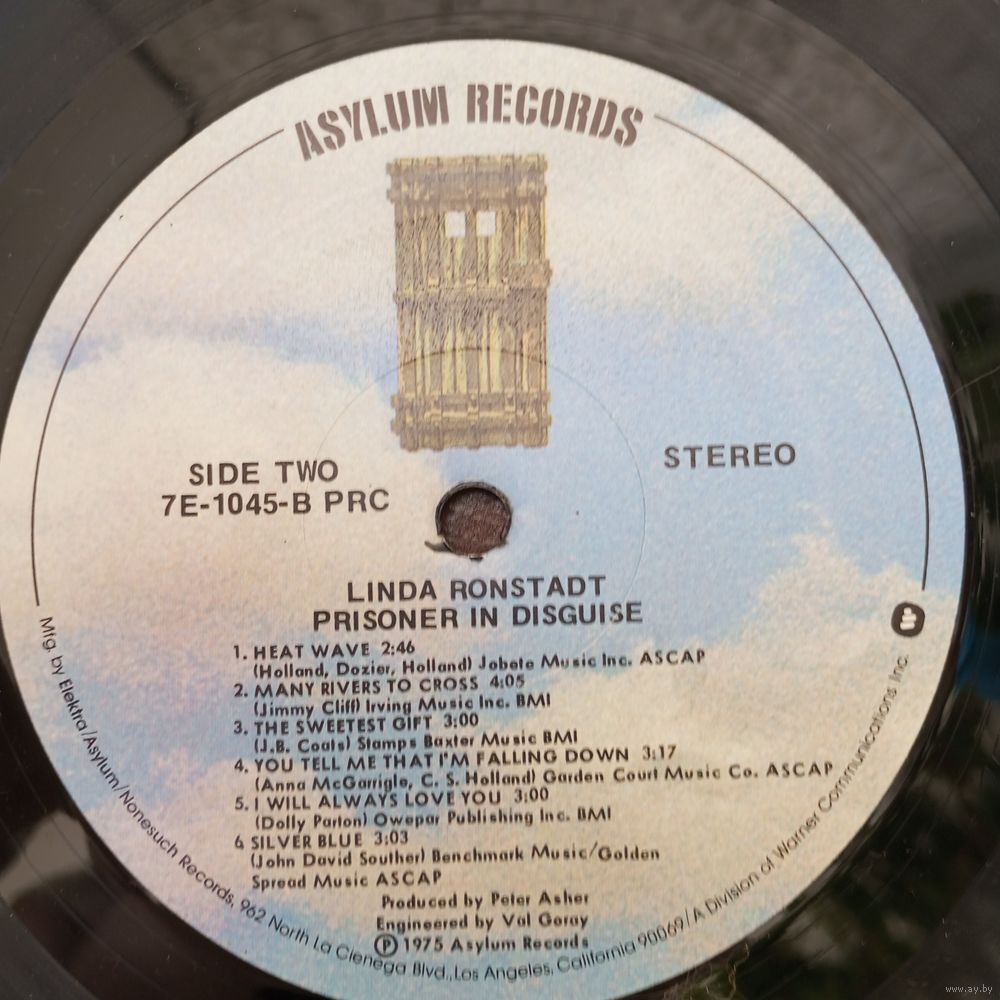 ASYLUM RECORDS
SIDE TWO
7E-1045-B PRC
STEREO
LINDA RONSTADT
PRISONER IN DISGUISE
1. HEAT WAVE 2:46
(Holland, Dozier, Holland) Jobete Music Inc. ASCAP
2. MANY RIVERS TO CROSS 4:05
(Jimmy Cliff) Irving Music Inc. BMI
3. THE SWEETEST GIFT 3:00
(J.B. Coats) Stamps Baxter Music BMI
4. YOU TELL ME THAT I'M FALLING DOWN 3:17
(Anna McGarrigle, C. S. Holland) Garden Court Music Co. ASCAP
5. I WILL ALWAYS LOVE YOU 3:00
(Dolly Parton) Owepar Publishing Inc. BMI
6 SILVER BLUE 3:03
(John David Souther) Benchmark Music/Golden
Spread Music ASCAP
Produced by Peter Asher
Engineered by Val Garay
Ⓟ 1975 Asylum Records
Mfg. by Elektra/Asylum/Nonesuch Records, 962 North La Cienega Blvd., Los Angeles, California 90069/A Division of Warner Communications Inc.
www.ay.by